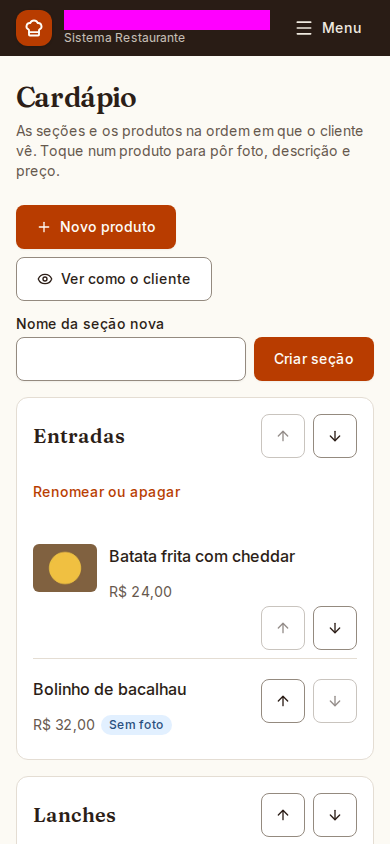 Sistema Restaurante
Menu
Cardápio
As seções e os produtos na ordem em que o cliente
vê. Toque num produto para pôr foto, descrição e
preço.
Novo produto
Ver como o cliente
Nome da seção nova
Criar seção
Entradas
Renomear ou apagar
Batata frita com cheddar
R$ 24,00
Bolinho de bacalhau
R$ 32,00 Sem foto
Lanches